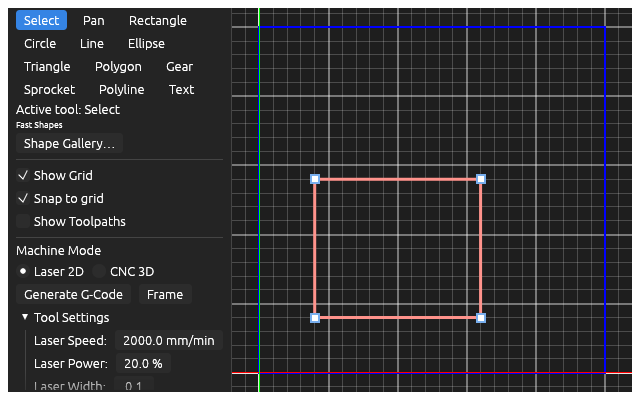 Select Pan Rectangle
Circle Line Ellipse
Triangle Polygon Gear
Sprocket Polyline Text
Active tool: Select
Fast Shapes
Shape Gallery...
Show Grid
Snap to grid
Show Toolpaths
Machine Mode
Laser 2D CNC 3D
Generate G-Code Frame
Tool Settings
Laser Speed: 2000.0 mm/min
Laser Power: 20.0 %
Laser Width: 0.1